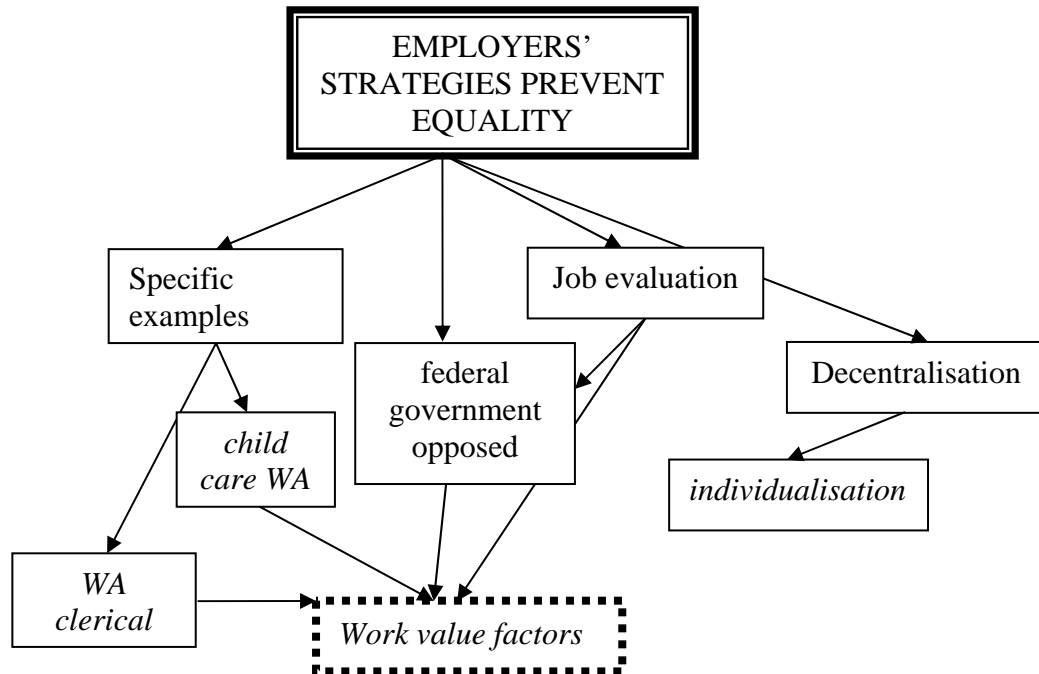 EMPLOYERS’
STRATEGIES PREVENT
EQUALITY
Specific
examples
Job evaluation
federal
government
opposed
Decentralisation
child
care WA
individualisation
WA
clerical
Work value factors